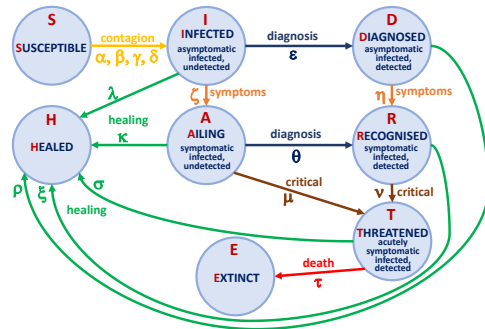 S
SUSCEPTIBLE
contagion
α, β, γ, δ
I
INFECTED
asymptomatic
infected,
undetected
diagnosis
ε
D
DIAGNOSED
asymptomatic
infected,
detected
λ
ζ symptoms
η symptoms
H
HEALED
healing
κ
A
AILING
symptomatic
infected,
undetected
diagnosis
θ
R
RECOGNISED
symptomatic
infected,
detected
ρ ξ
healing
σ
critical
μ
ν critical
T
THREATENED
acutely
symptomatic
infected,
detected
E
EXTINCT
death
τ